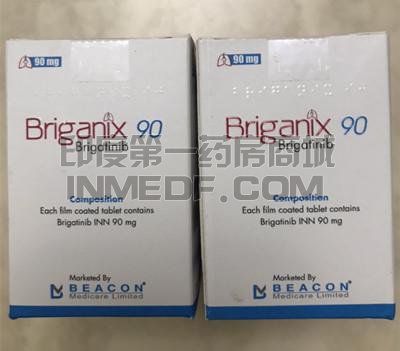 90 mg
Briganix 90
Brigatinib
Composition
Each film coated tablet contains
Brigatinib INN 90 mg
Marketed By
BEACON
Medicare Limited
90 mg
Briganix 90
Brigatinib
Composition
Each film coated tablet contains
Brigatinib INN 90 mg
Marketed By
BEACON
Medicare Limited
印度第一药房商城
INMEDF.COM